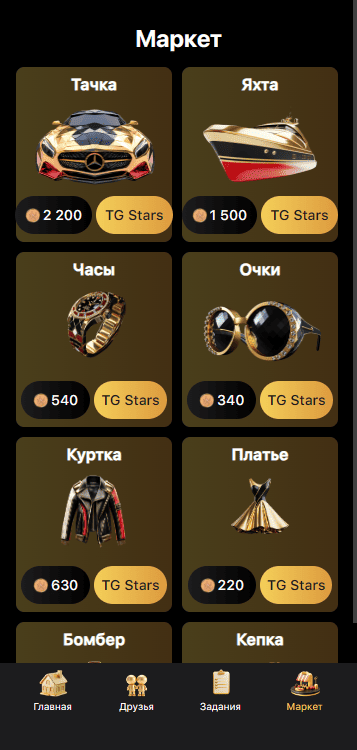 Маркет
Тачка
Яхта
2 200
TG Stars
1 500
TG Stars
Часы
Очки
540
TG Stars
340
TG Stars
Куртка
Платье
630
TG Stars
220
TG Stars
Бомбер
Кепка
Главная
Друзья
Задания
Маркет